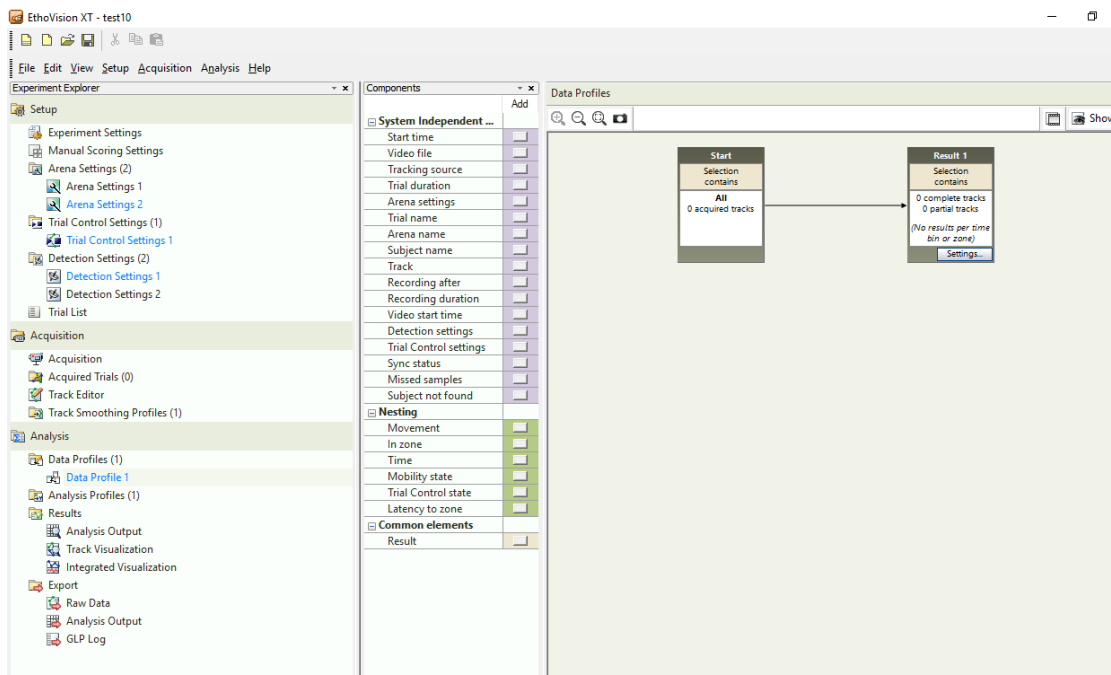 EthoVision XT - test10
File Edit View Setup Acquisition Analysis Help
Experiment Explorer
Setup
Experiment Settings
Manual Scoring Settings
Arena Settings (2)
Arena Settings 1
Arena Settings 2
Trial Control Settings (1)
Trial Control Settings 1
Detection Settings (2)
Detection Settings 1
Detection Settings 2
Trial List
Acquisition
Acquisition
Acquired Trials (0)
Track Editor
Track Smoothing Profiles (1)
Analysis
Data Profiles (1)
Data Profile 1
Analysis Profiles (1)
Results
Analysis Output
Track Visualization
Integrated Visualization
Export
Raw Data
Analysis Output
GLP Log
Components
Add
System Independent ...
Start time
Video file
Tracking source
Trial duration
Arena settings
Trial name
Arena name
Subject name
Track
Recording after
Recording duration
Video start time
Detection settings
Trial Control settings
Sync status
Missed samples
Subject not found
Nesting
Movement
In zone
Time
Mobility state
Trial Control state
Latency to zone
Common elements
Result
Data Profiles
Show
Start
Selection
contains
All
0 acquired tracks
Result 1
Selection
contains
0 complete tracks
0 partial tracks
(No results per time
bin or zone)
Settings...